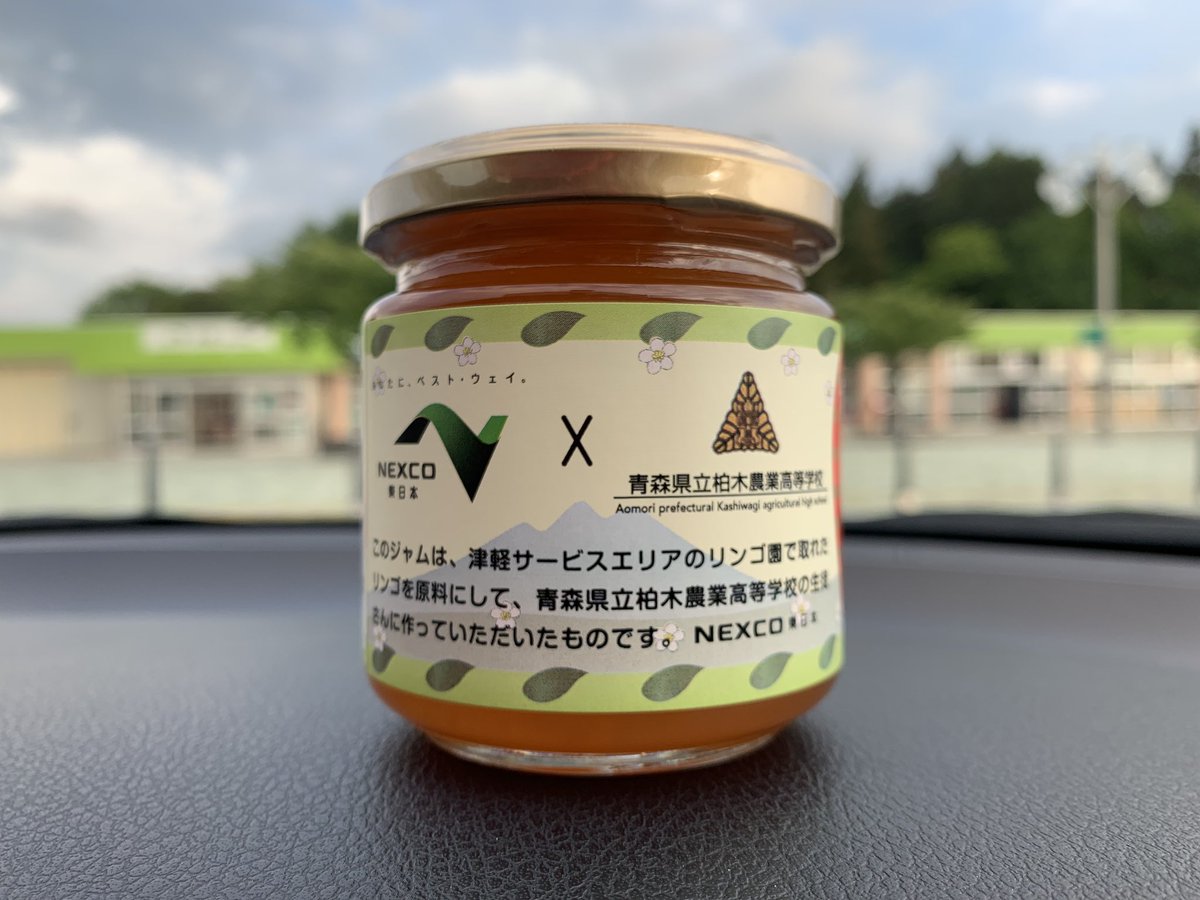 あなたに、ベスト・ウェイ。
NEXCO
東日本
X
青森県立柏木農業高等学校
Aomori prefectural Kashiwagi agricultural high school
このジャムは、津軽サービスエリアのリンゴ園で取れた
リンゴを原料にして、青森県立柏木農業高等学校の生徒
さんに作っていただいたものです。 NEXCO 東日本